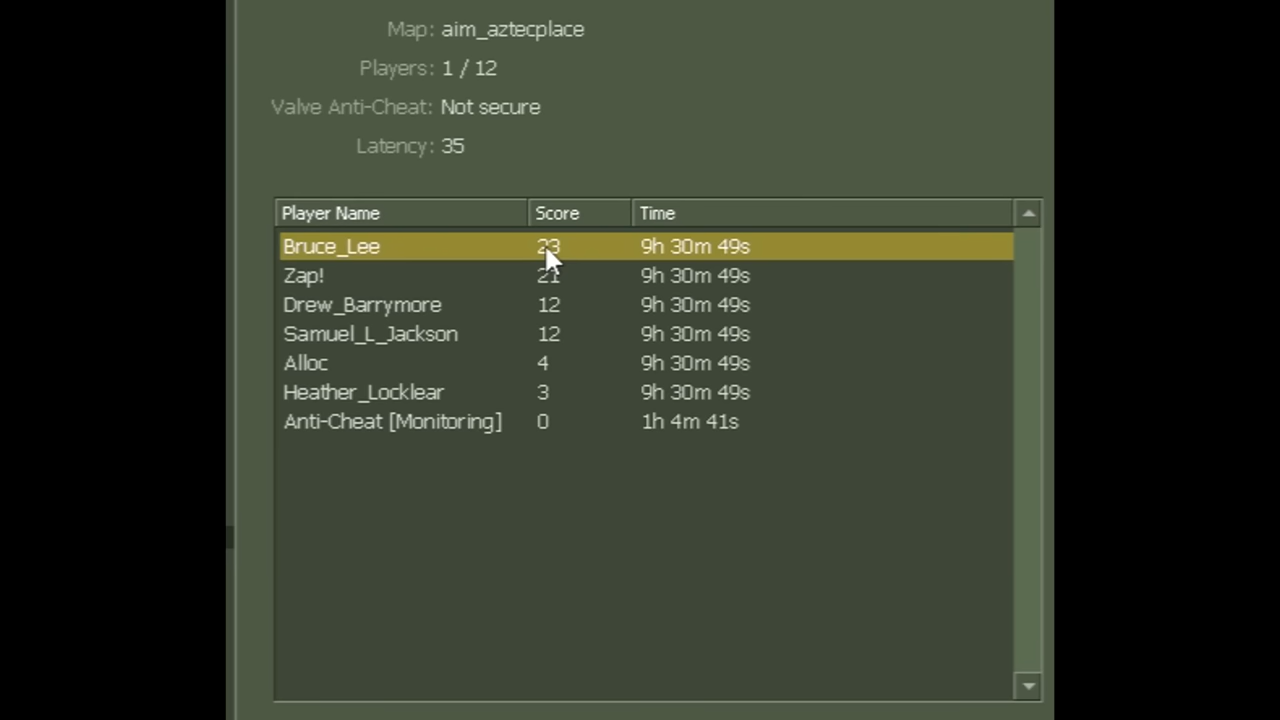 Map: aim_aztecplace
Players: 1 / 12
Valve Anti-Cheat: Not secure
Latency: 35
Player Name Score Time
Bruce_Lee 23 9h 30m 49s
Zap! 21 9h 30m 49s
Drew_Barrymore 12 9h 30m 49s
Samuel_L_Jackson 12 9h 30m 49s
Alloc 4 9h 30m 49s
Heather_Locklear 3 9h 30m 49s
Anti-Cheat [Monitoring] 0 1h 4m 41s